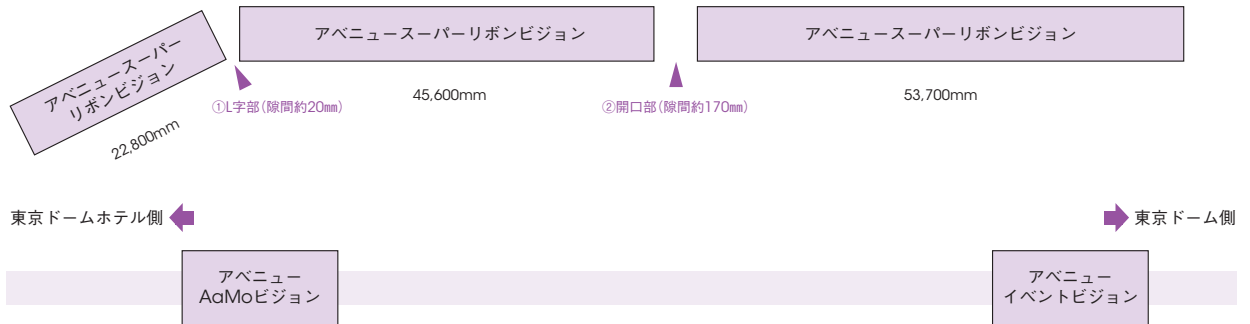 アベニュースーパー
リボンビジョン
22,800mm
アベニュースーパーリボンビジョン
45,600mm
アベニュースーパーリボンビジョン
53,700mm
①L字部(隙間約20㎜)
②開口部(隙間約170㎜)
東京ドームホテル側
東京ドーム側
アベニュー
AaMoビジョン
アベニュー
イベントビジョン